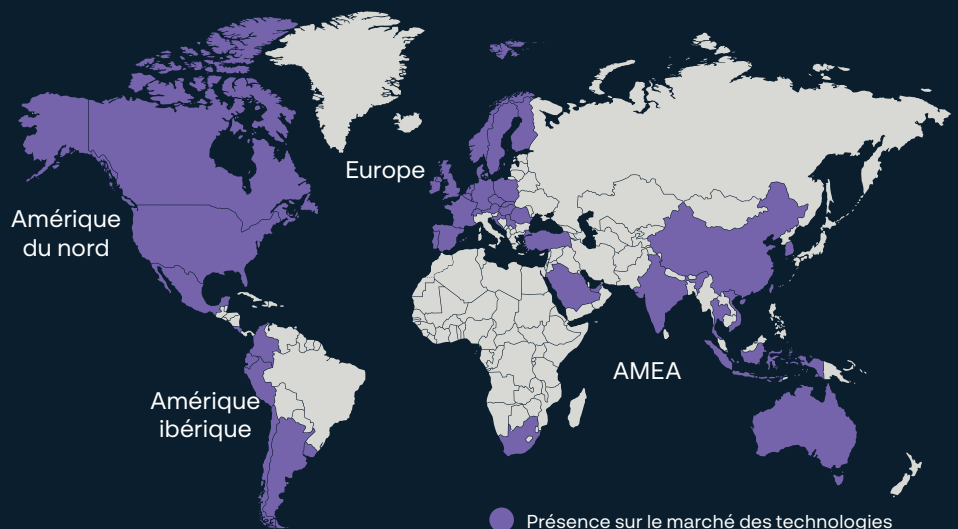 Europe
Amérique
du nord
AMEA
Amérique
ibérique
Présence sur le marché des technologies